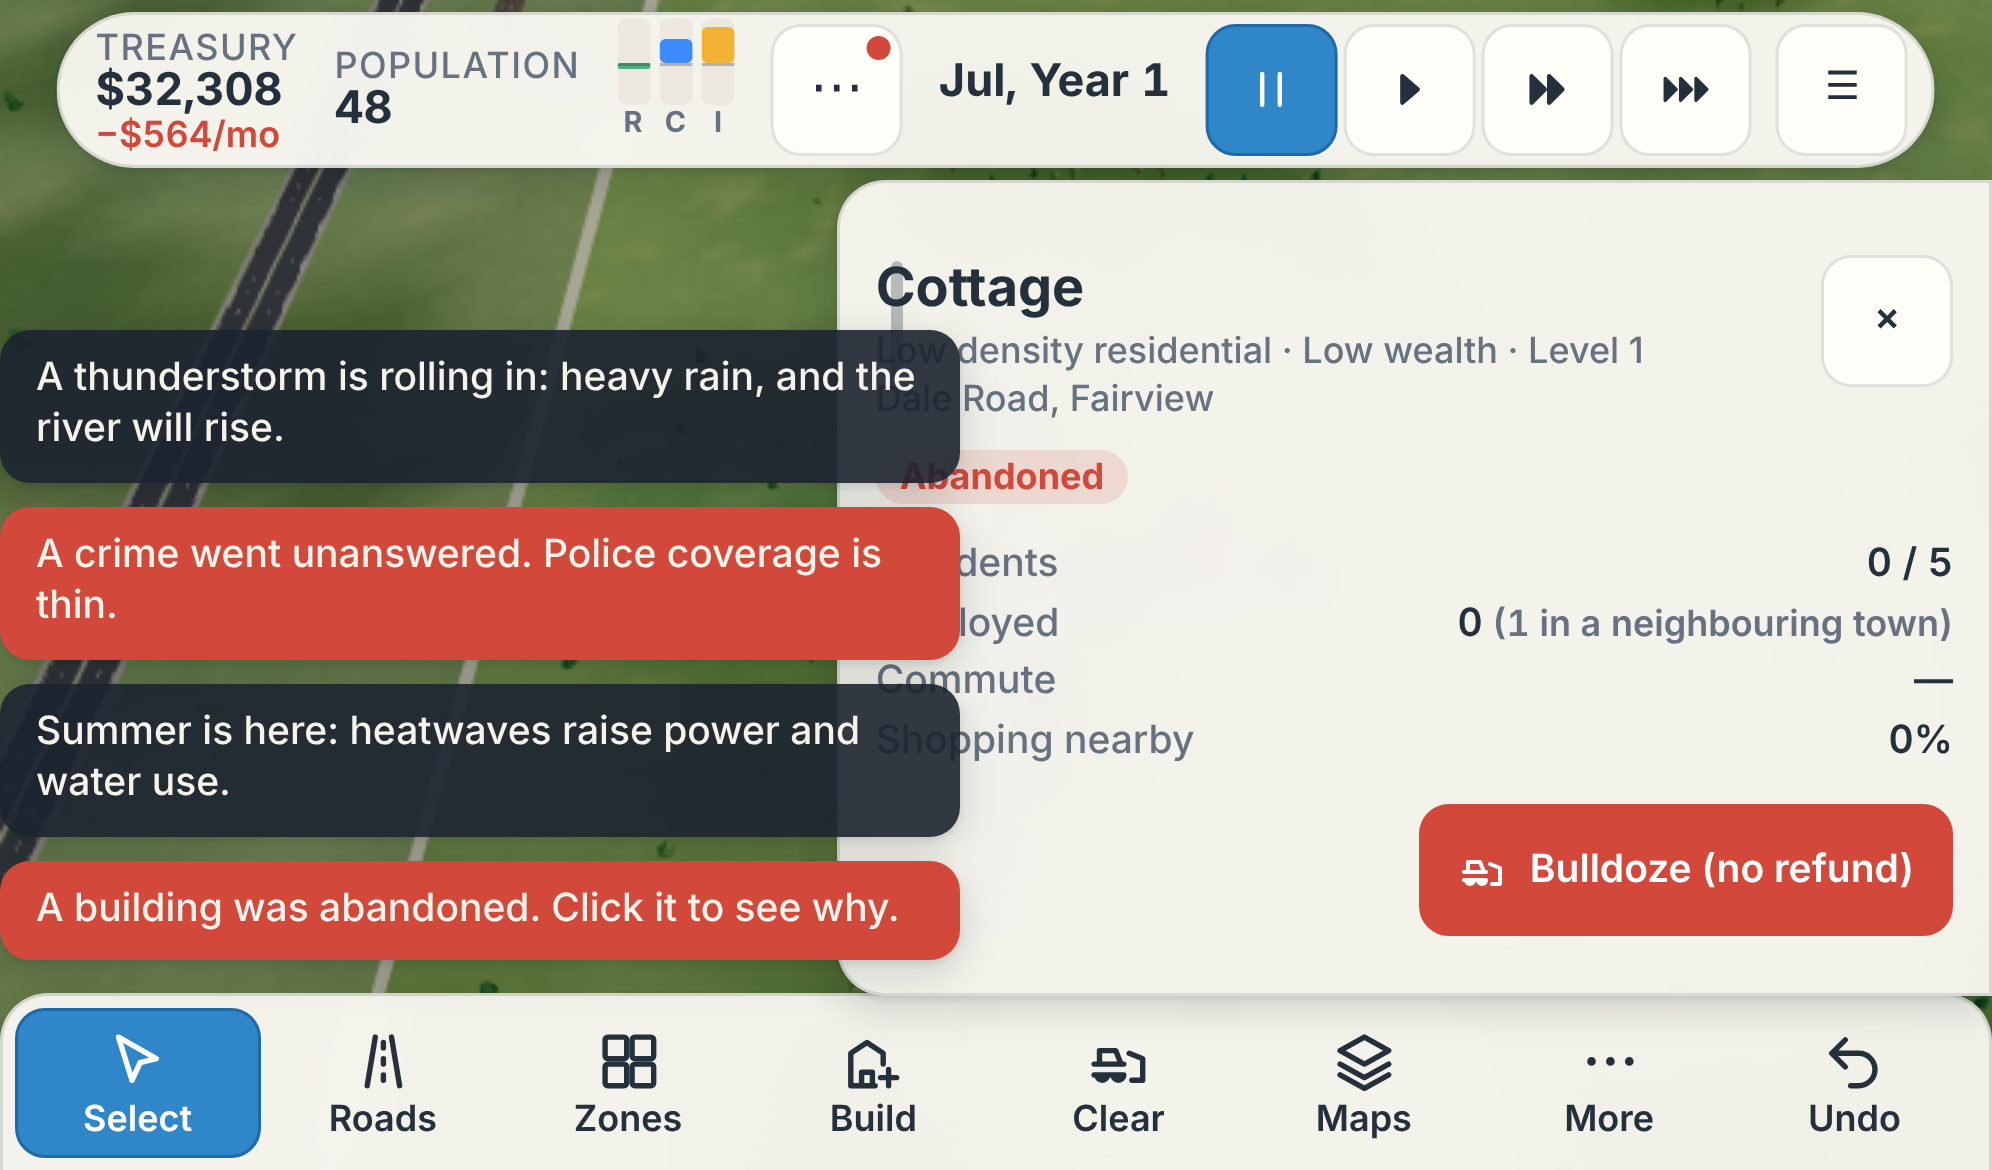 TREASURY
$32,308
−$564/mo
POPULATION
48
R C I
Jul, Year 1
Cottage
Low density residential · Low wealth · Level 1
Dale Road, Fairview
Abandoned
dents 0 / 5
loyed 0 (1 in a neighbouring town)
Commute —
Shopping nearby 0%
Bulldoze (no refund)
A thunderstorm is rolling in: heavy rain, and the
river will rise.
A crime went unanswered. Police coverage is
thin.
Summer is here: heatwaves raise power and
water use.
A building was abandoned. Click it to see why.
Select
Roads
Zones
Build
Clear
Maps
More
Undo